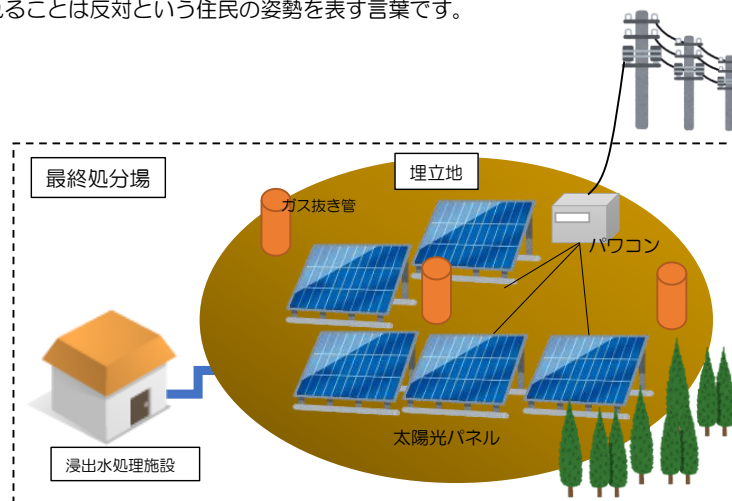 ることは反対という住民の姿勢を表す言葉です。
最終処分場
埋立地
ガス抜き管
パワコン
太陽光パネル
浸出水処理施設